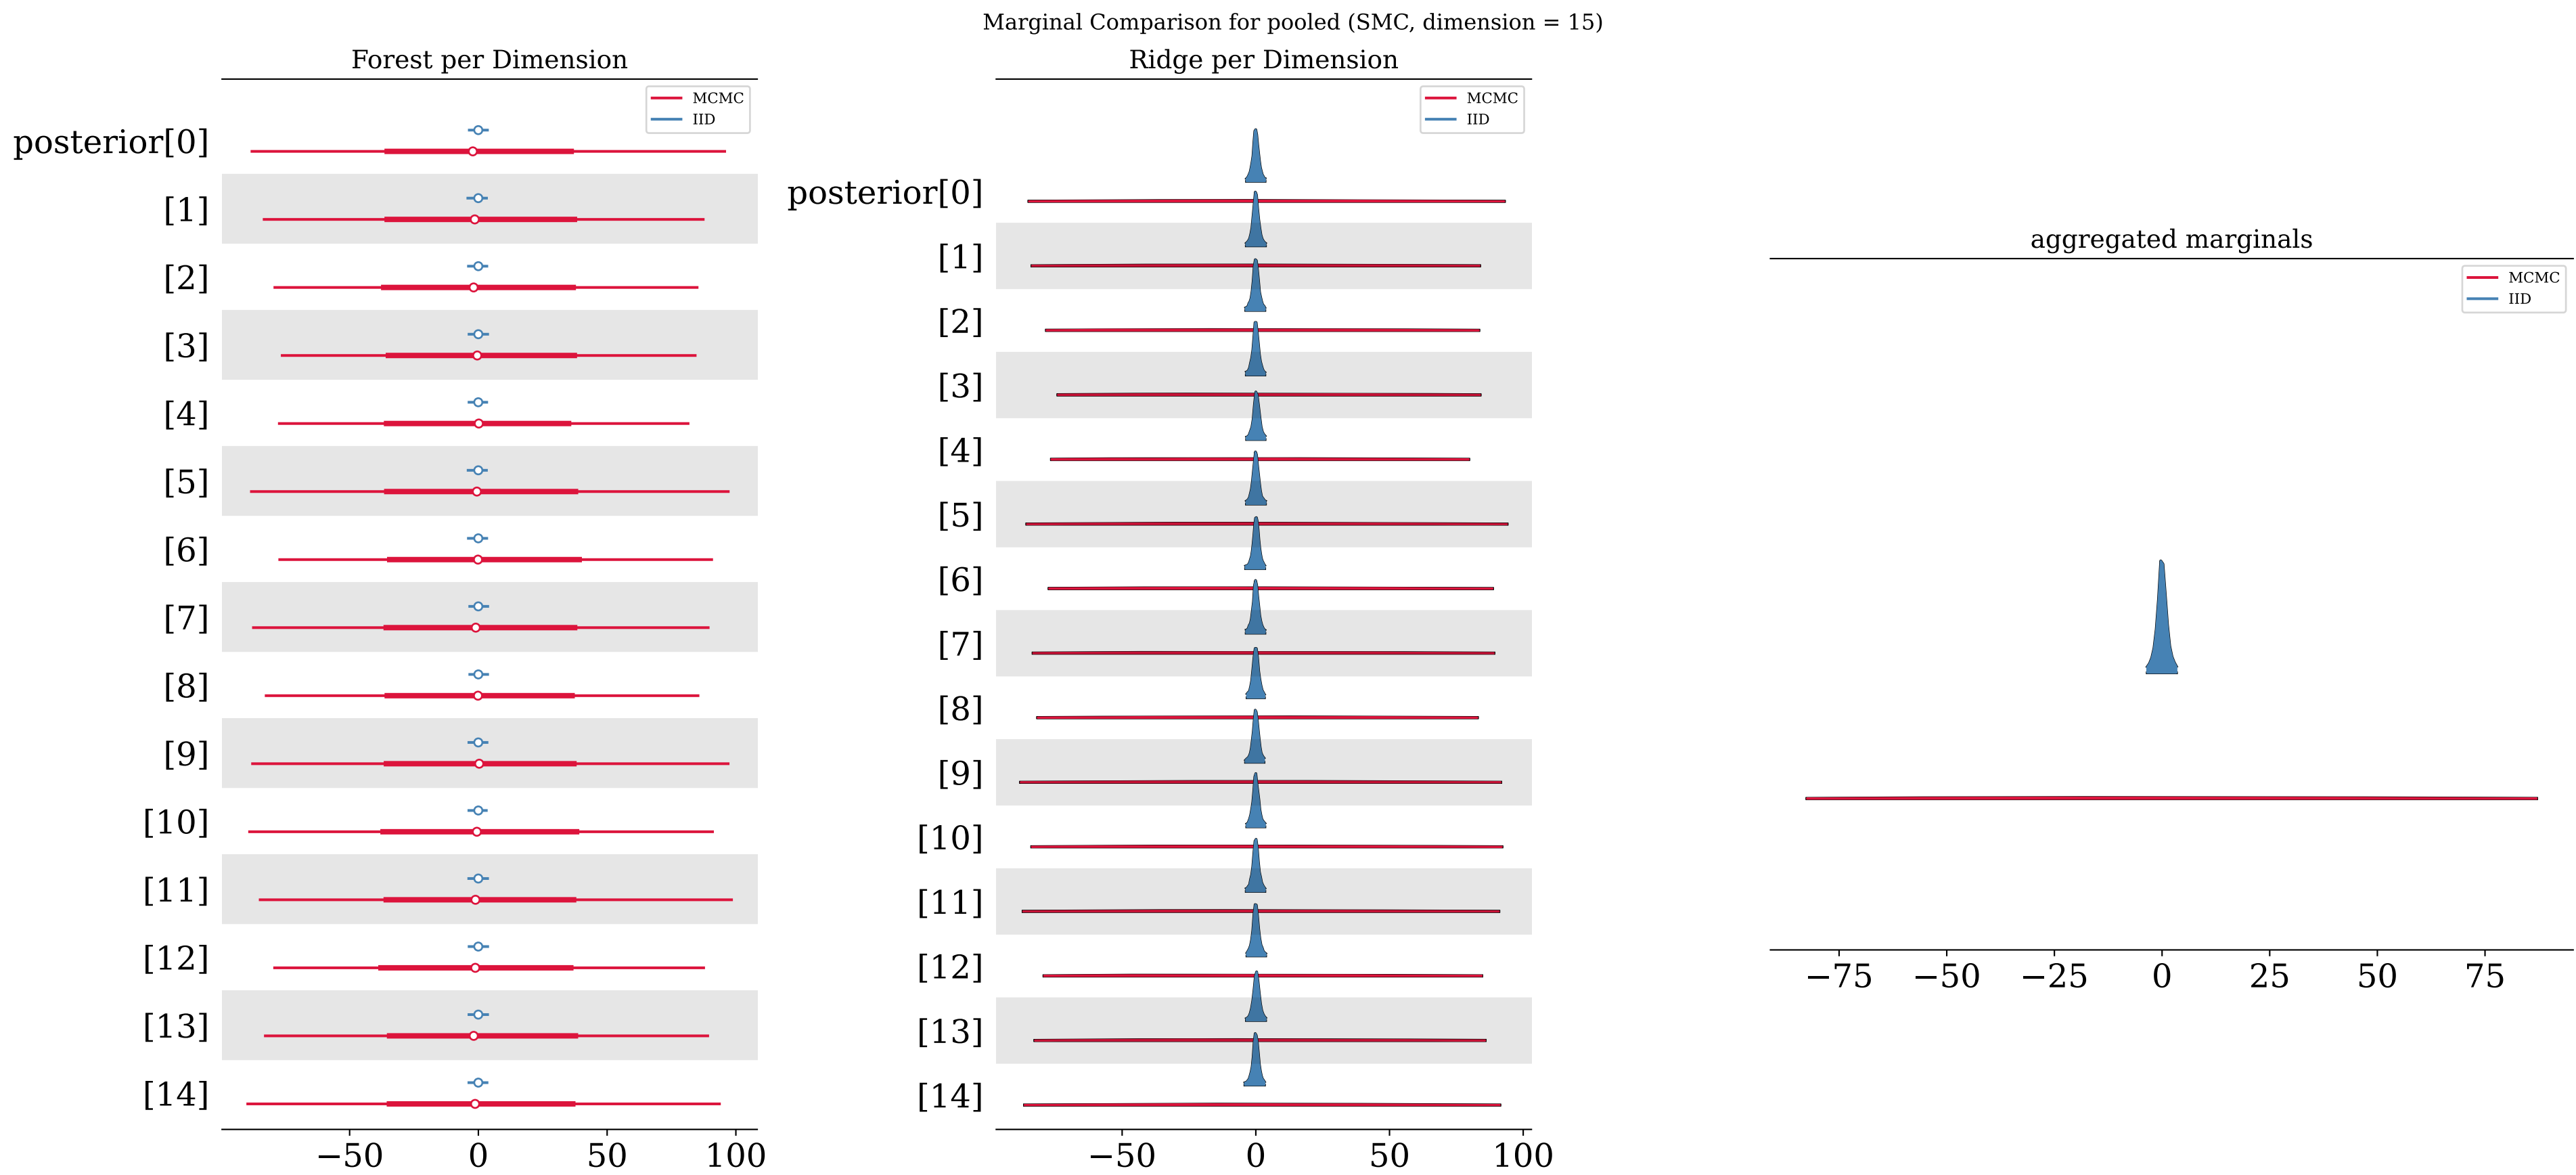 Marginal Comparison for pooled (SMC, dimension = 15)
Forest per Dimension
MCMC
IID
posterior[0]
[1]
[2]
[3]
[4]
[5]
[6]
[7]
[8]
[9]
[10]
[11]
[12]
[13]
[14]
−50 0 50 100
Ridge per Dimension
MCMC
IID
posterior[0]
[1]
[2]
[3]
[4]
[5]
[6]
[7]
[8]
[9]
[10]
[11]
[12]
[13]
[14]
−50 0 50 100
aggregated marginals
MCMC
IID
−75 −50 −25 0 25 50 75